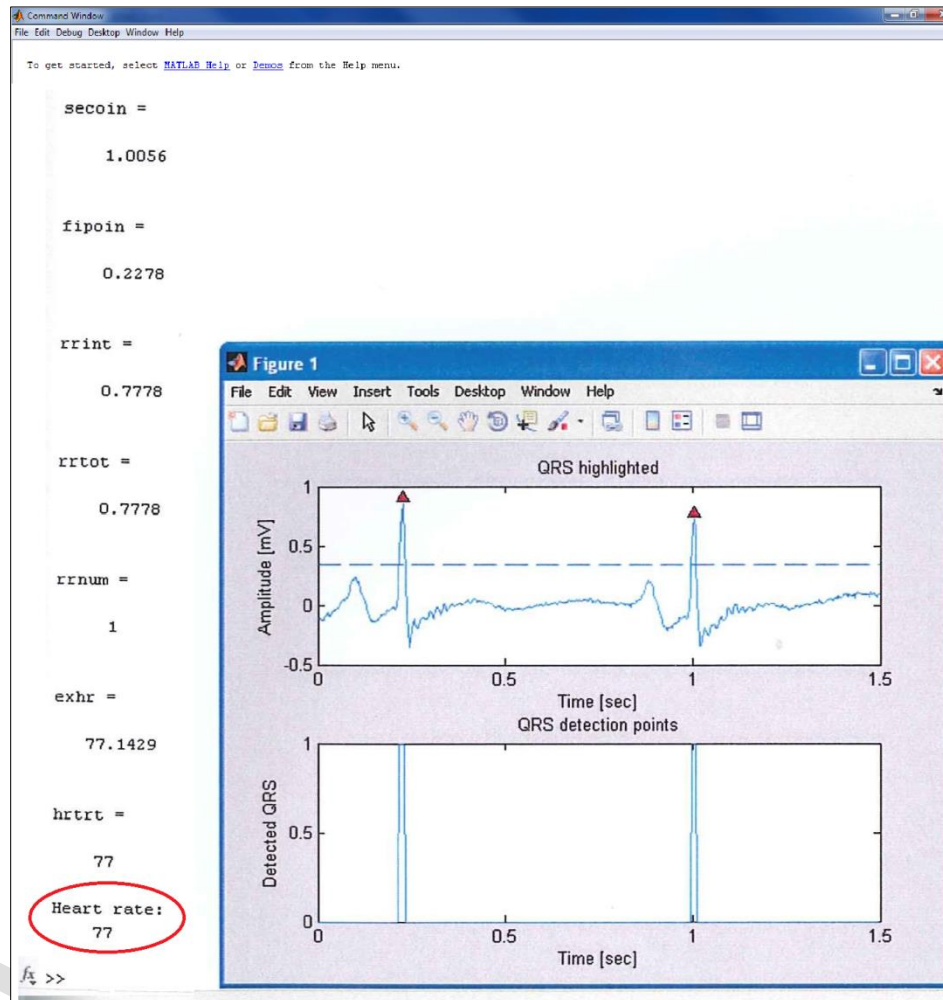 Command Window
File Edit Debug Desktop Window Help
To get started, select MATLAB Help or Demos from the Help menu.
secoin =
1.0056
fipoin =
0.2278
rrint =
0.7778
rrtot =
0.7778
rrnum =
1
exhr =
77.1429
hrtrt =
77
Heart rate:
77
fx >>
Figure 1
File Edit View Insert Tools Desktop Window Help
QRS highlighted
Amplitude [mV]
1
0.5
0
-0.5
0 0.5 1 1.5
Time [sec]
QRS detection points
Detected QRS
1
0.5
0
0 0.5 1 1.5
Time [sec]